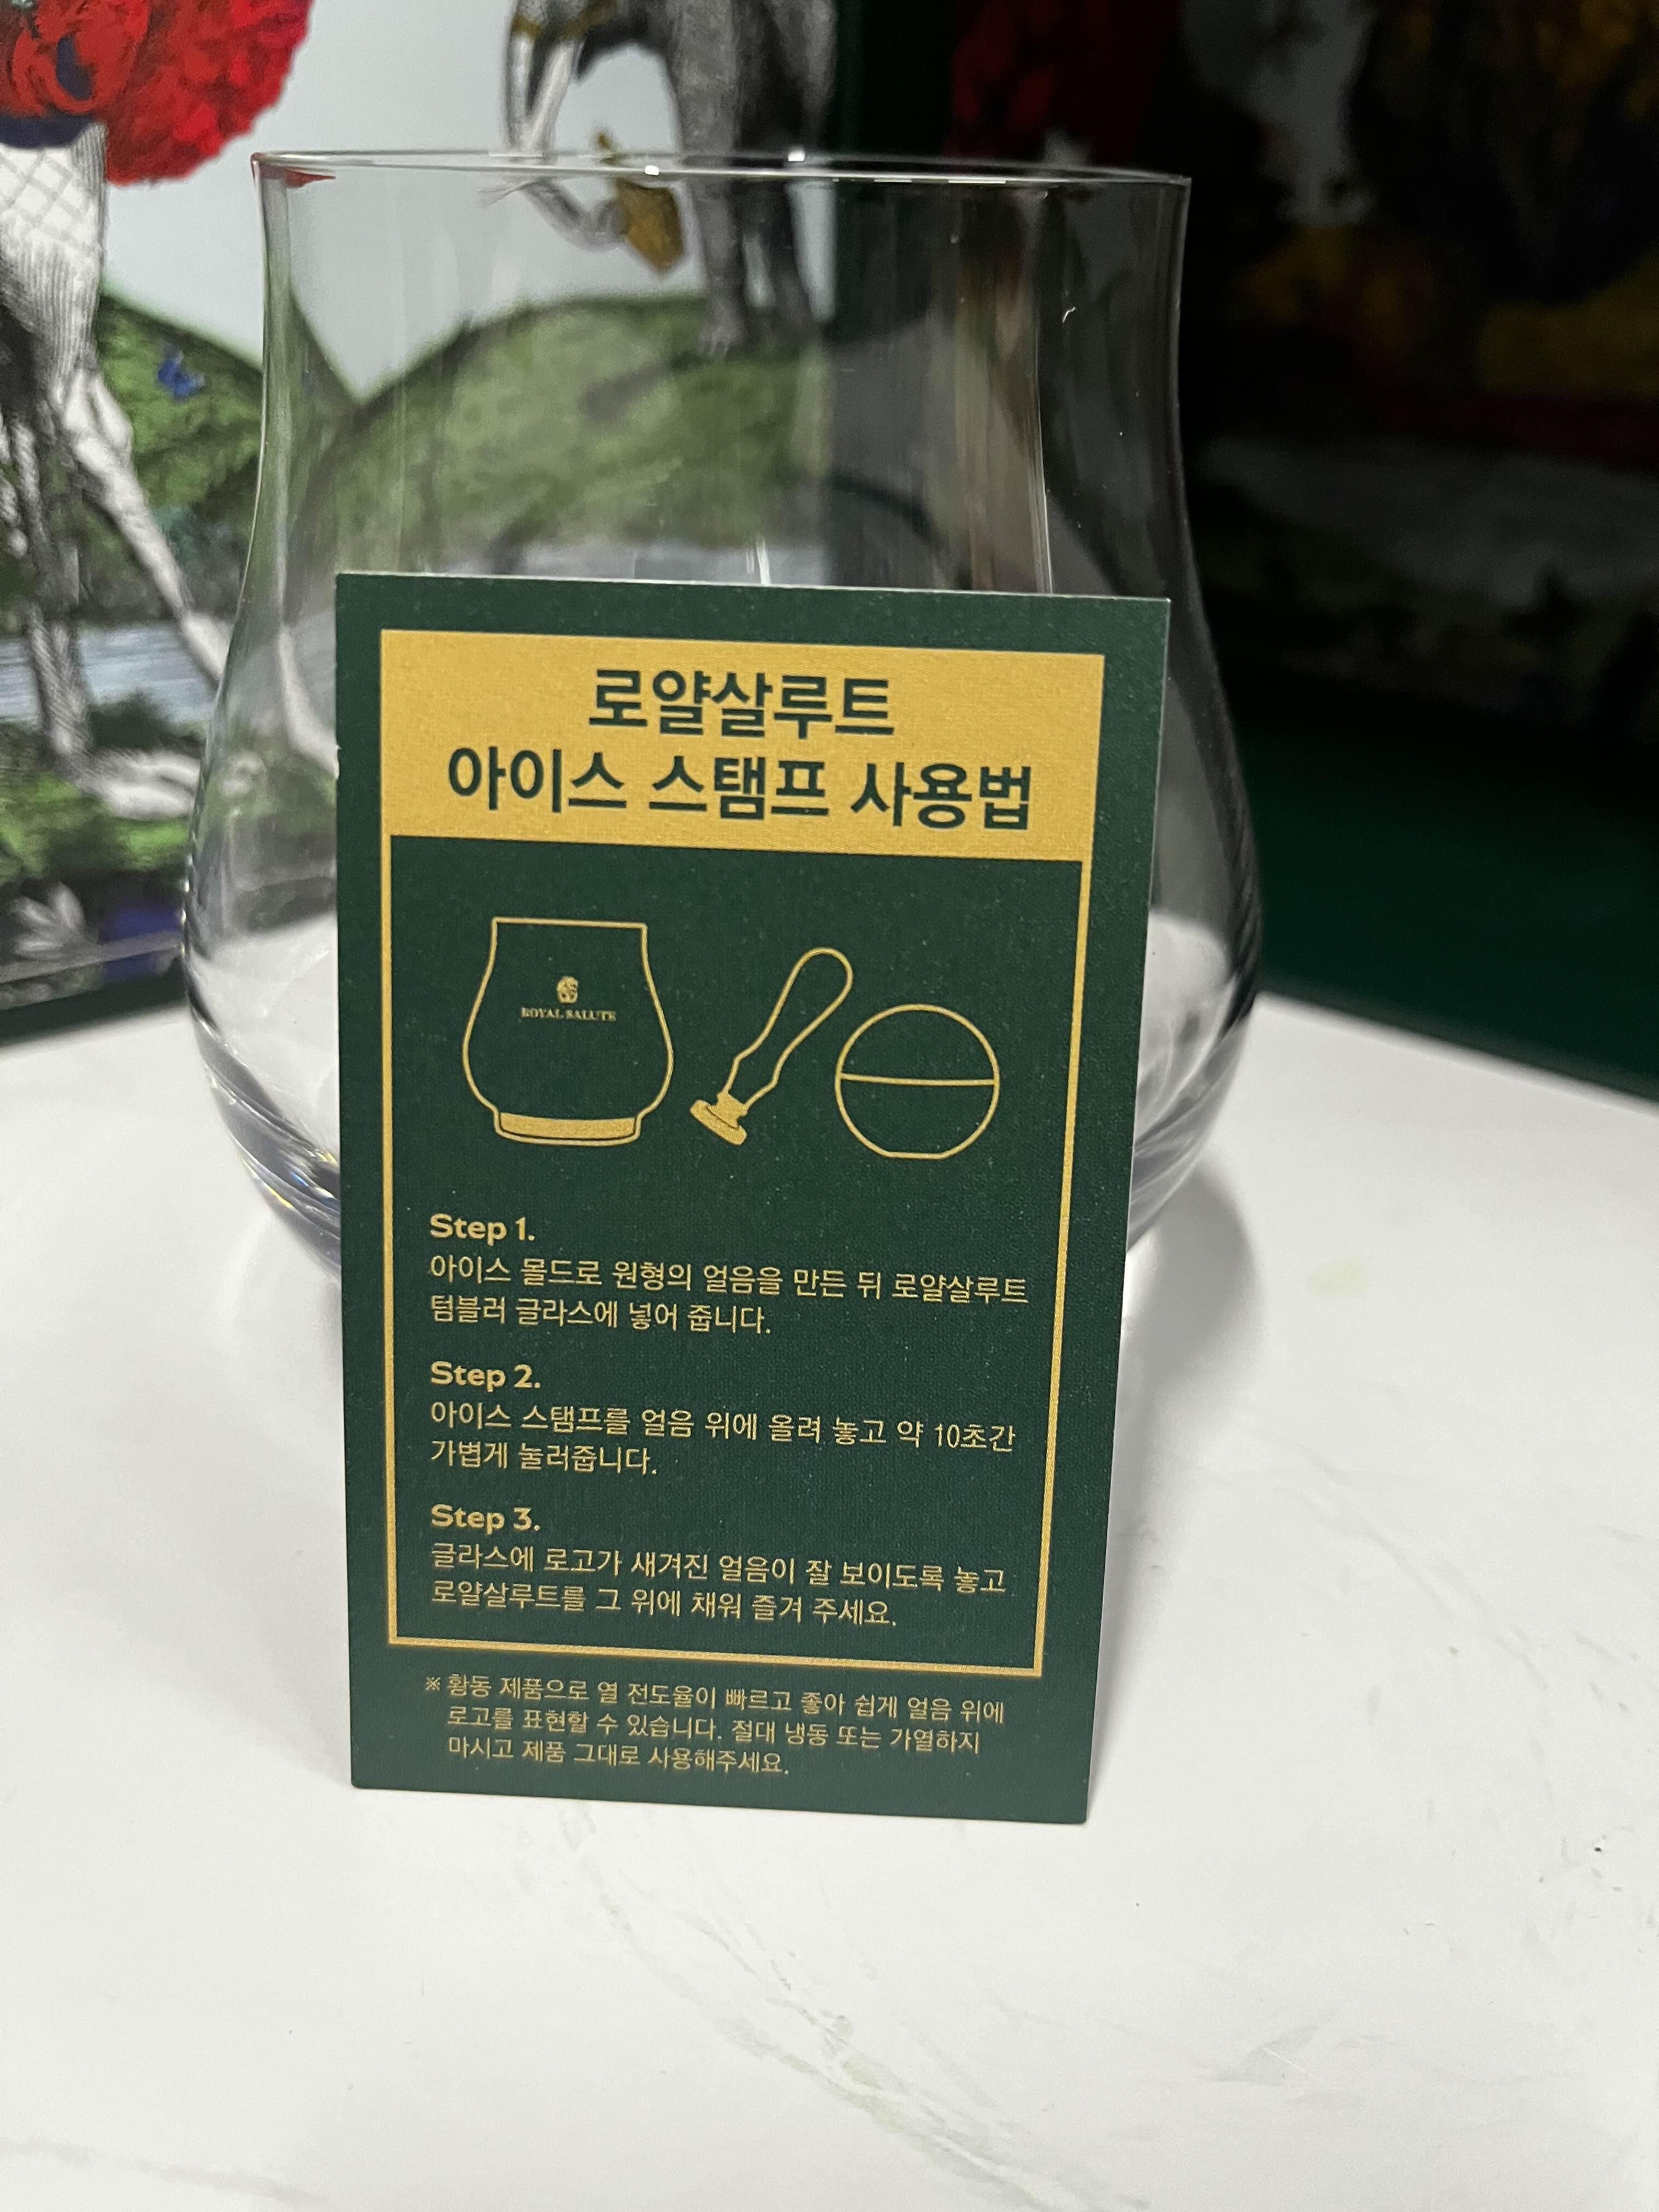 로얄살루트
아이스 스탬프 사용법
ROYAL SALUTE
Step 1.
아이스 몰드로 원형의 얼음을 만든 뒤 로얄살루트
텀블러 글라스에 넣어 줍니다.
Step 2.
아이스 스탬프를 얼음 위에 올려 놓고 약 10초간
가볍게 눌러줍니다.
Step 3.
글라스에 로고가 새겨진 얼음이 잘 보이도록 놓고
로얄살루트를 그 위에 채워 즐겨 주세요.
※ 황동 제품으로 열 전도율이 빠르고 좋아 쉽게 얼음 위에
로고를 표현할 수 있습니다. 절대 냉동 또는 가열하지
마시고 제품 그대로 사용해주세요.